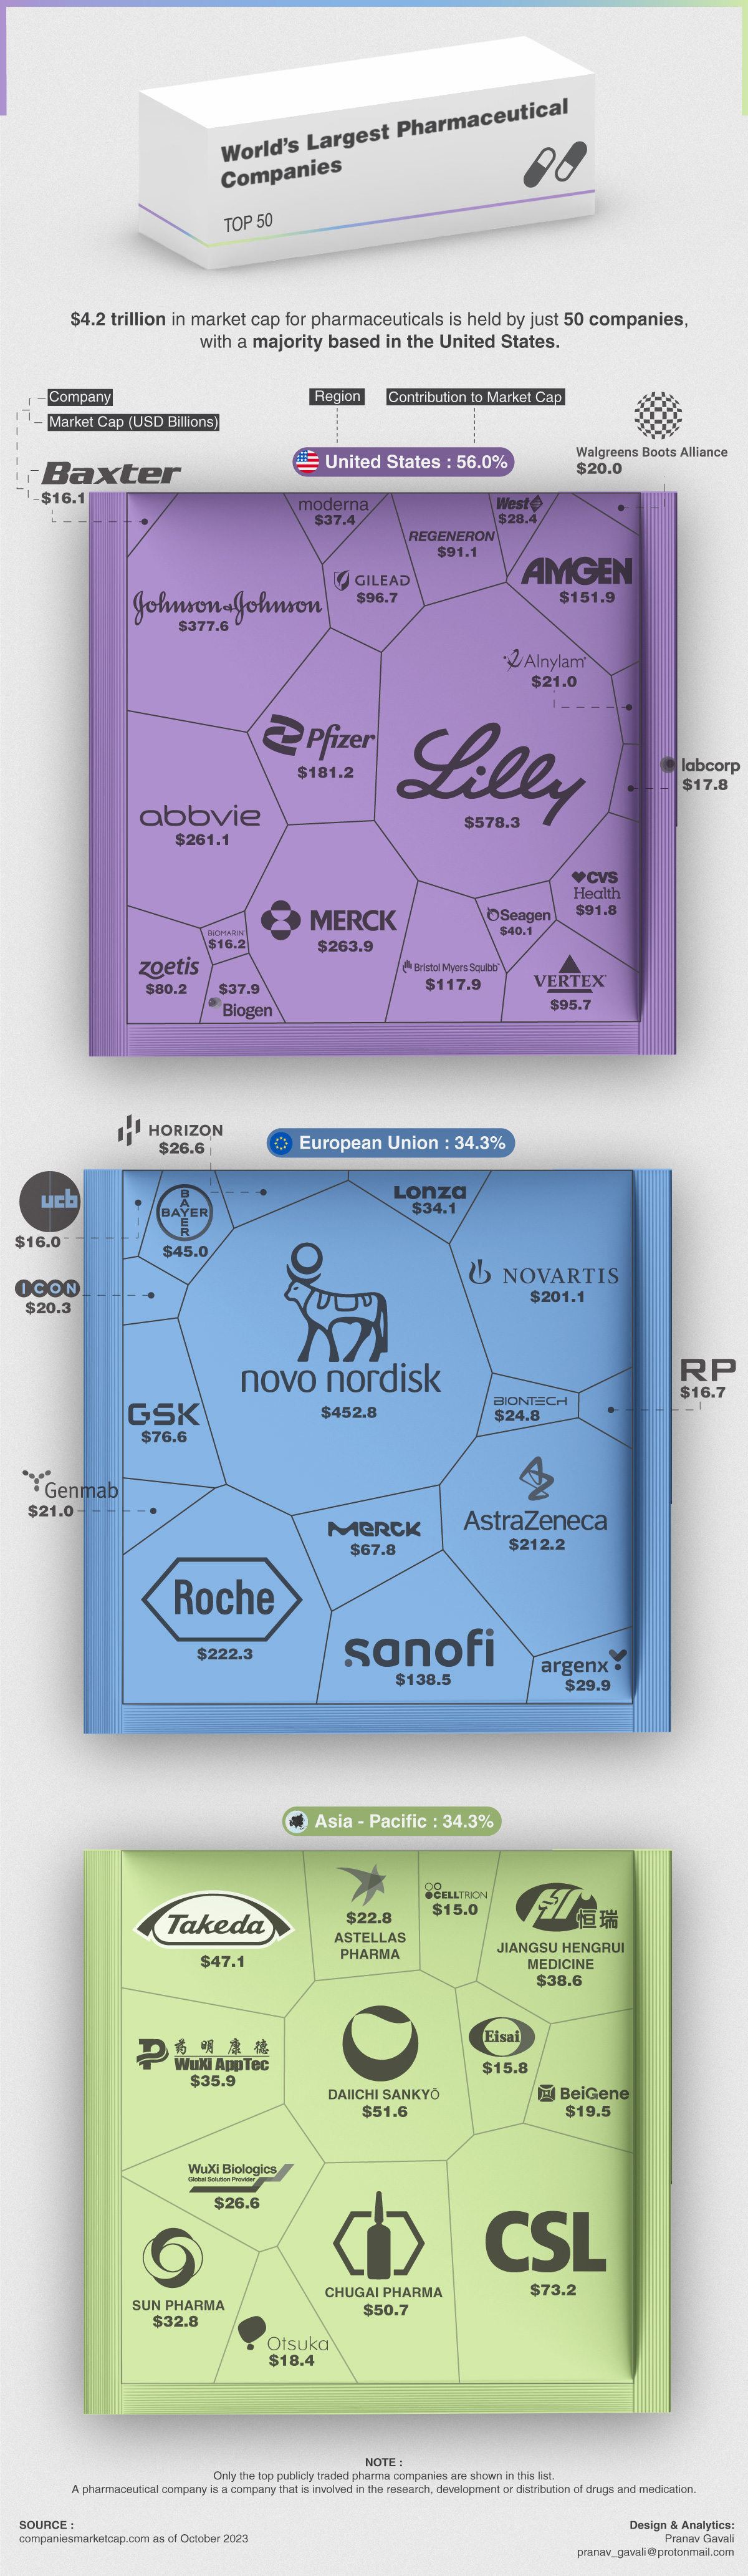 World's Largest Pharmaceutical
Companies
TOP 50
$4.2 trillion in market cap for pharmaceuticals is held by just 50 companies,
with a majority based in the United States.
Company
Market Cap (USD Billions)
Region
Contribution to Market Cap
United States : 56.0%
Walgreens Boots Alliance
$20.0
Baxter
$16.1
moderna
$37.4
West
$28.4
REGENERON
$91.1
GILEAD
$96.7
AMGEN
$151.9
Johnson & Johnson
$377.6
Alnylam
$21.0
Pfizer
$181.2
Lilly
$578.3
labcorp
$17.8
abbvie
$261.1
CVS
Health
$91.8
MERCK
$263.9
Seagen
$40.1
BIOMARIN
$16.2
zoetis
$80.2
$37.9
Biogen
Bristol Myers Squibb
$117.9
VERTEX
$95.7
HORIZON
$26.6
European Union : 34.3%
ucb
$16.0
BAYER
BAYER
$45.0
Lonza
$34.1
ICON
$20.3
NOVARTIS
$201.1
novo nordisk
$452.8
RP
$16.7
BIONTECH
$24.8
GSK
$76.6
Genmab
$21.0
MERCK
$67.8
AstraZeneca
$212.2
Roche
$222.3
sanofi
$138.5
argenx
$29.9
Asia - Pacific : 34.3%
Takeda
$47.1
$22.8
ASTELLAS
PHARMA
CELLTRION
$15.0
恒瑞
JIANGSU HENGRUI
MEDICINE
$38.6
药明康德
WuXi AppTec
$35.9
DAIICHI SANKYŌ
$51.6
Eisai
$15.8
BeiGene
$19.5
WuXi Biologics
Global Solution Provider
$26.6
SUN PHARMA
$32.8
CHUGAI PHARMA
$50.7
CSL
$73.2
Otsuka
$18.4
NOTE :
Only the top publicly traded pharma companies are shown in this list.
A pharmaceutical company is a company that is involved in the research, development or distribution of drugs and medication.
SOURCE :
companiesmarketcap.com as of October 2023
Design & Analytics:
Pranav Gavali
pranav_gavali@protonmail.com